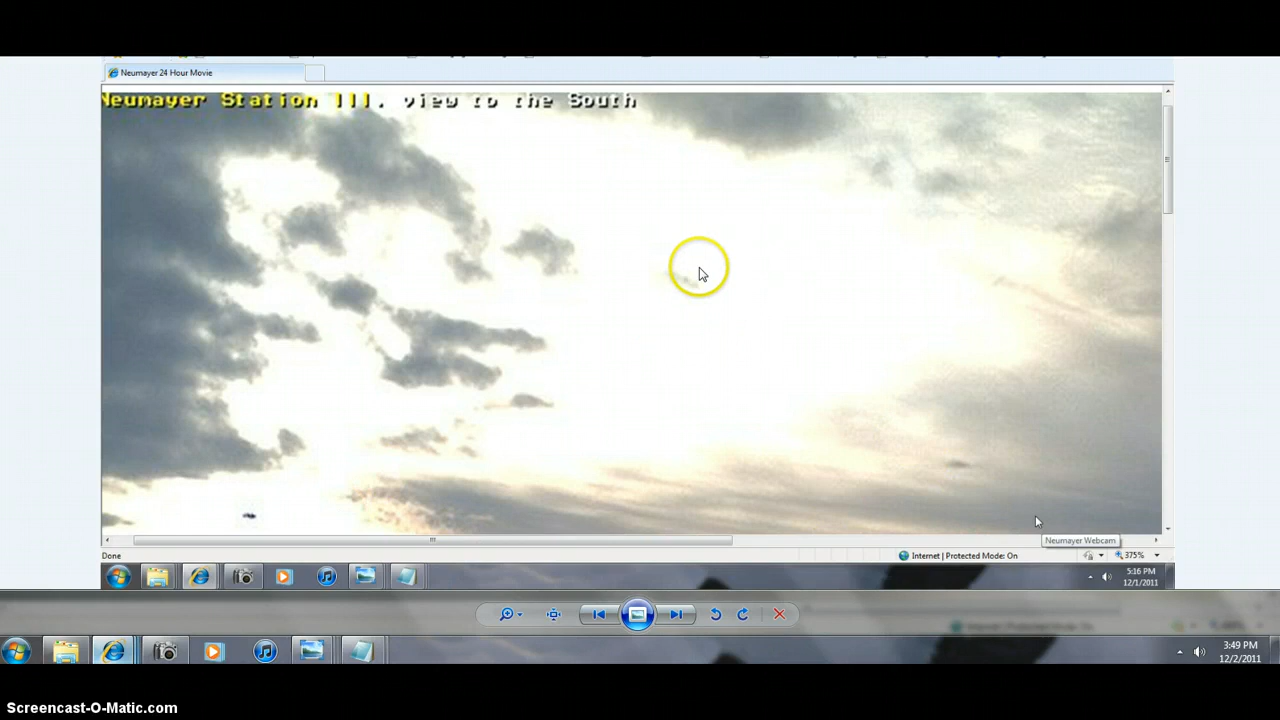 Neumayer 24 Hour Movie
Neumayer Station III. view to the South
Neumayer Webcam
Done
Internet | Protected Mode: On
375%
5:16 PM
12/1/2011
3:49 PM
12/2/2011
Screencast-O-Matic.com